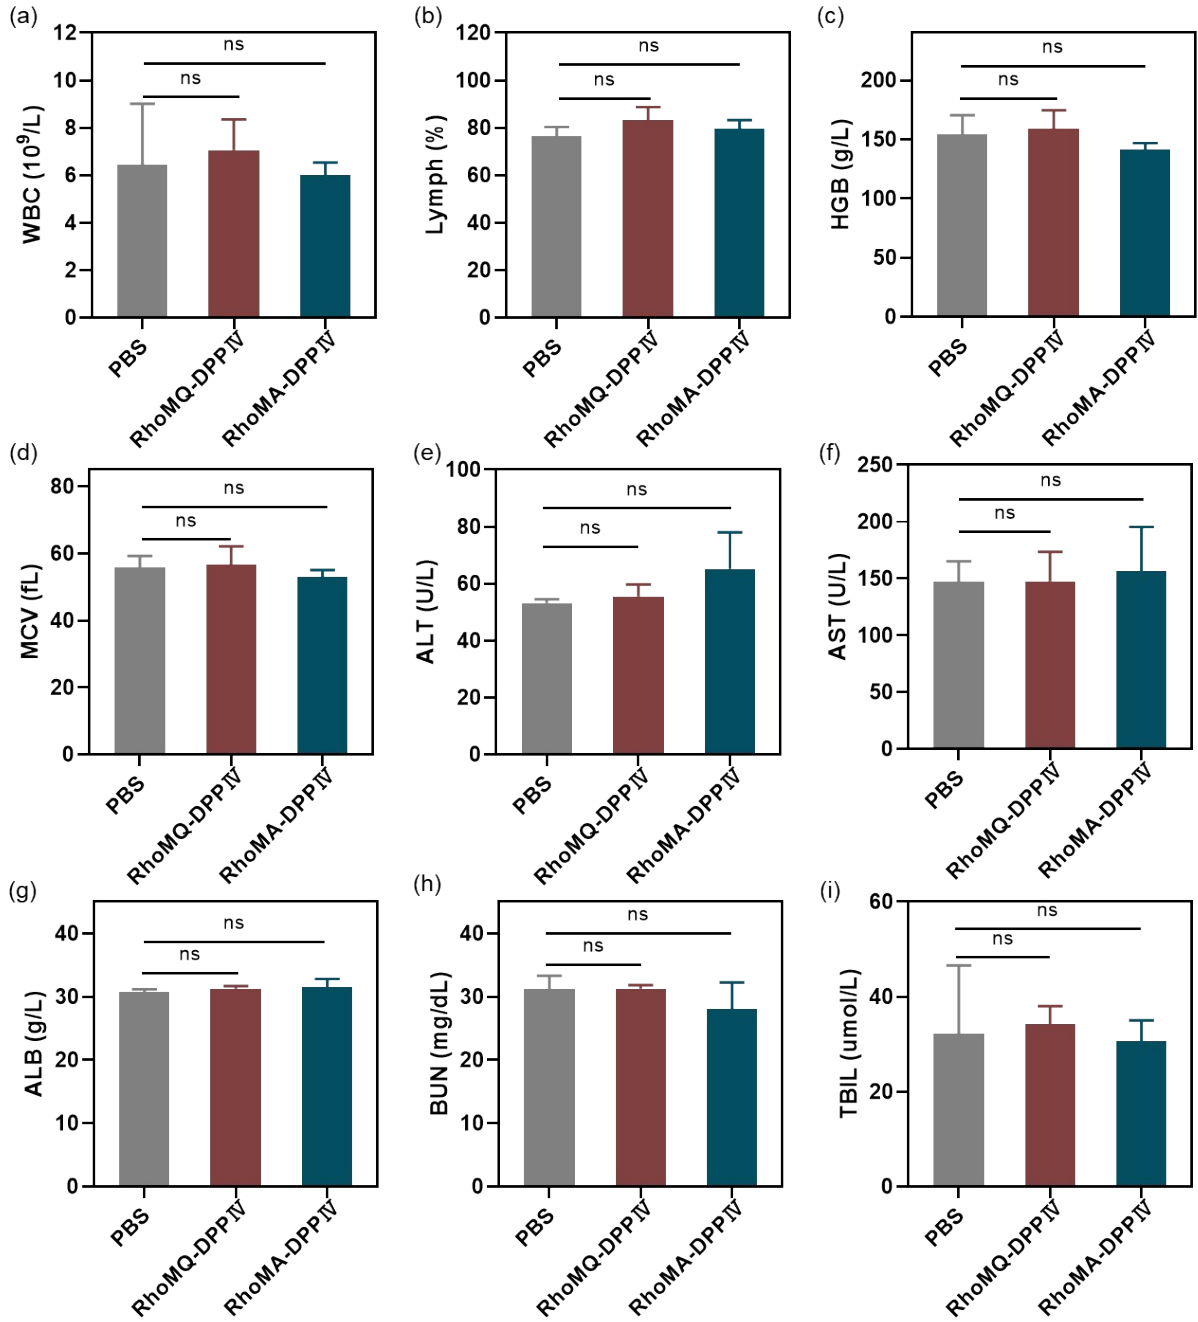 (a)
WBC (10⁹/L)
12
10
8
6
4
2
0
ns
ns
PBS
RhoMQ-DPPⅣ
RhoMA-DPPⅣ
(b)
Lymph (%)
120
100
80
60
40
20
0
ns
ns
PBS
RhoMQ-DPPⅣ
RhoMA-DPPⅣ
(c)
HGB (g/L)
200
150
100
50
0
ns
ns
PBS
RhoMQ-DPPⅣ
RhoMA-DPPⅣ
(d)
MCV (fL)
80
60
40
20
0
ns
ns
PBS
RhoMQ-DPPⅣ
RhoMA-DPPⅣ
(e)
ALT (U/L)
100
80
60
40
20
0
ns
ns
PBS
RhoMQ-DPPⅣ
RhoMA-DPPⅣ
(f)
AST (U/L)
250
200
150
100
50
0
ns
ns
PBS
RhoMQ-DPPⅣ
RhoMA-DPPⅣ
(g)
ALB (g/L)
40
30
20
10
0
ns
ns
PBS
RhoMQ-DPPⅣ
RhoMA-DPPⅣ
(h)
BUN (mg/dL)
40
30
20
10
0
ns
ns
PBS
RhoMQ-DPPⅣ
RhoMA-DPPⅣ
(i)
TBIL (umol/L)
60
40
20
0
ns
ns
PBS
RhoMQ-DPPⅣ
RhoMA-DPPⅣ